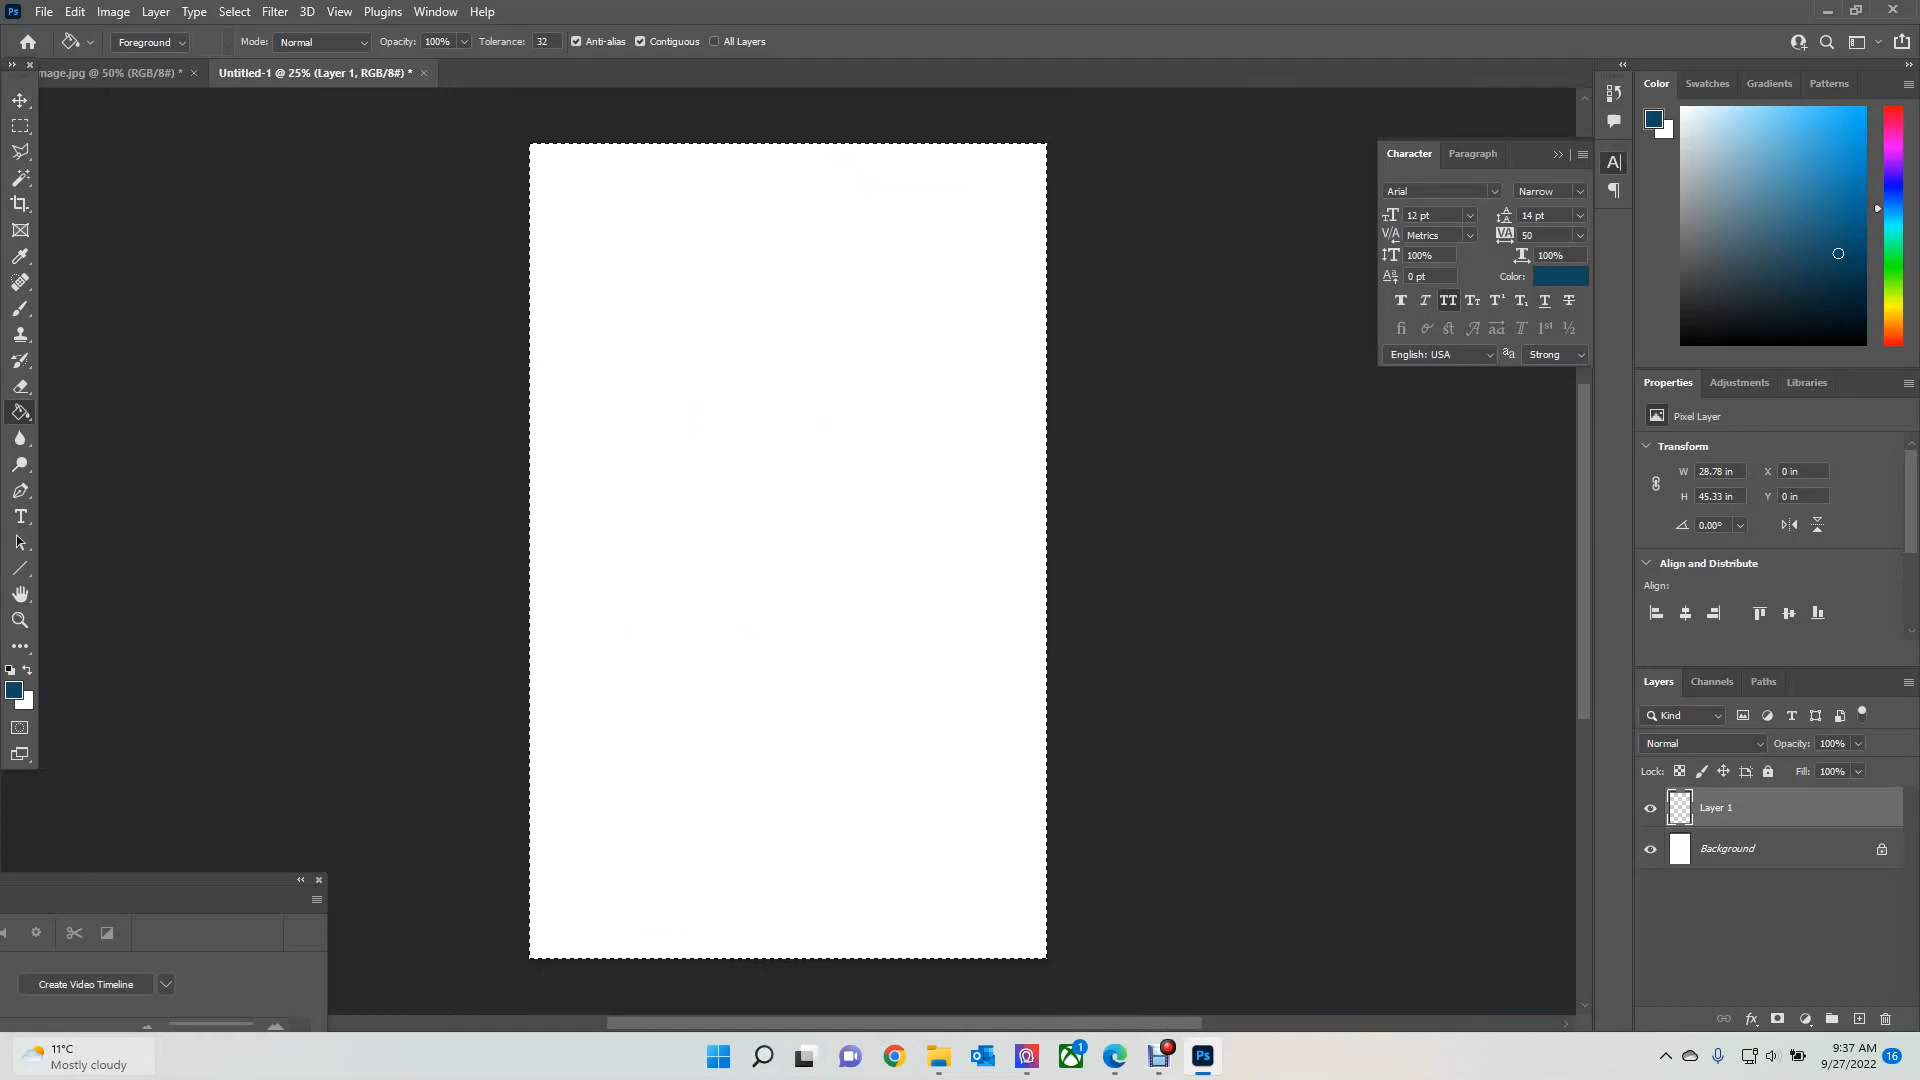 Ps File Edit Image Layer Type Select Filter 3D View Plugins Window Help
Foreground Mode: Normal Opacity: 100% Tolerance: 32 Anti-alias Contiguous All Layers
mage.jpg @ 50% (RGB/8#) * × Untitled-1 @ 25% (Layer 1, RGB/8#) * ×
Color Swatches Gradients Patterns
Character Paragraph
Arial Narrow
12 pt 14 pt
Metrics 50
100% 100%
0 pt Color:
English: USA Strong
Properties Adjustments Libraries
Pixel Layer
Transform
W 28.78 in X 0 in
H 45.33 in Y 0 in
0.00°
Align and Distribute
Align:
Layers Channels Paths
Kind
Normal Opacity: 100%
Lock: Fill: 100%
Layer 1
Background
Create Video Timeline
11°C
Mostly cloudy
1
Ps
9:37 AM
9/27/2022
16